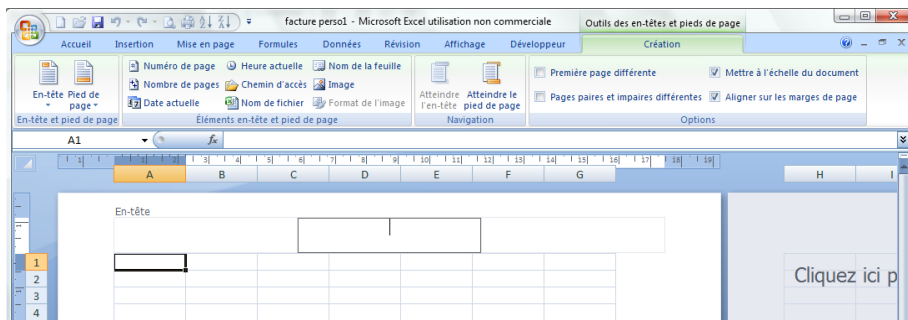 facture perso1 - Microsoft Excel utilisation non commerciale
Outils des en-têtes et pieds de page
Accueil Insertion Mise en page Formules Données Révision Affichage Développeur Création
Numéro de page Heure actuelle Nom de la feuille
Première page différente Mettre à l'échelle du document
Nombre de pages Chemin d'accès Image
En-tête Pied de page
Atteindre l'en-tête Atteindre le pied de page
Pages paires et impaires différentes Aligner sur les marges de page
Date actuelle Nom de fichier Format de l'image
En-tête et pied de page Éléments en-tête et pied de page Navigation Options
A1 fx
1 1 2 3 4 5 6 7 8 9 10 11 12 13 14 15 16 17 18 19
A B C D E F G H I
En-tête
1
2
3
4
Cliquez ici p